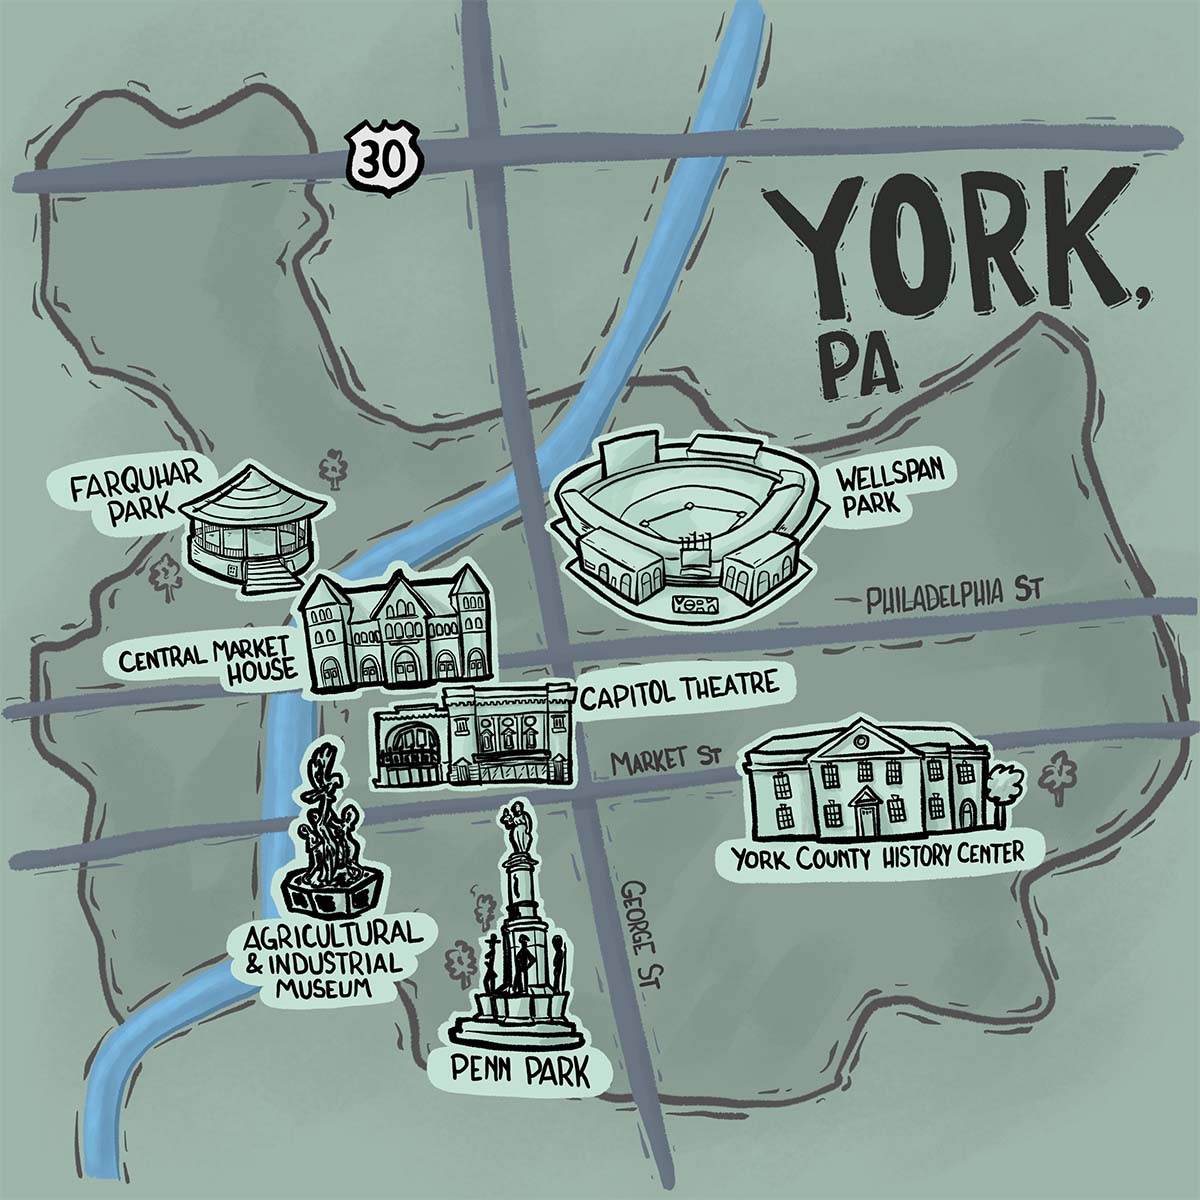 30
YORK,
PA
FARQUHAR
PARK
WELLSPAN
PARK
PHILADELPHIA ST
YORK
CENTRAL MARKET
HOUSE
CAPITOL THEATRE
MARKET ST
YORK COUNTY HISTORY CENTER
GEORGE ST
AGRICULTURAL
& INDUSTRIAL
MUSEUM
PENN PARK